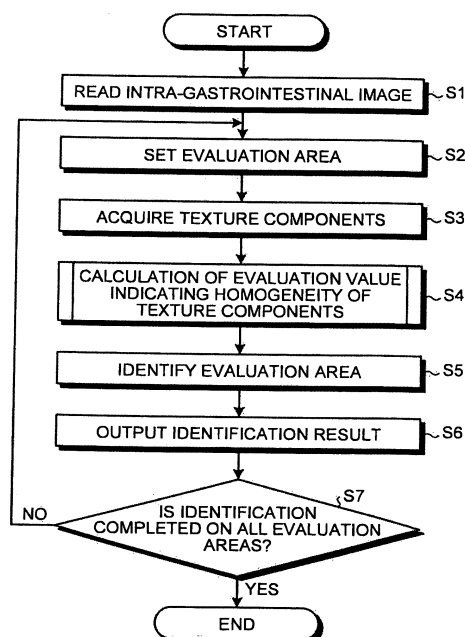 START
READ INTRA-GASTROINTESTINAL IMAGE
S1
SET EVALUATION AREA
S2
ACQUIRE TEXTURE COMPONENTS
S3
CALCULATION OF EVALUATION VALUE
INDICATING HOMOGENEITY OF
TEXTURE COMPONENTS
S4
IDENTIFY EVALUATION AREA
S5
OUTPUT IDENTIFICATION RESULT
S6
S7
IS IDENTIFICATION
COMPLETED ON ALL EVALUATION
AREAS?
NO
YES
END